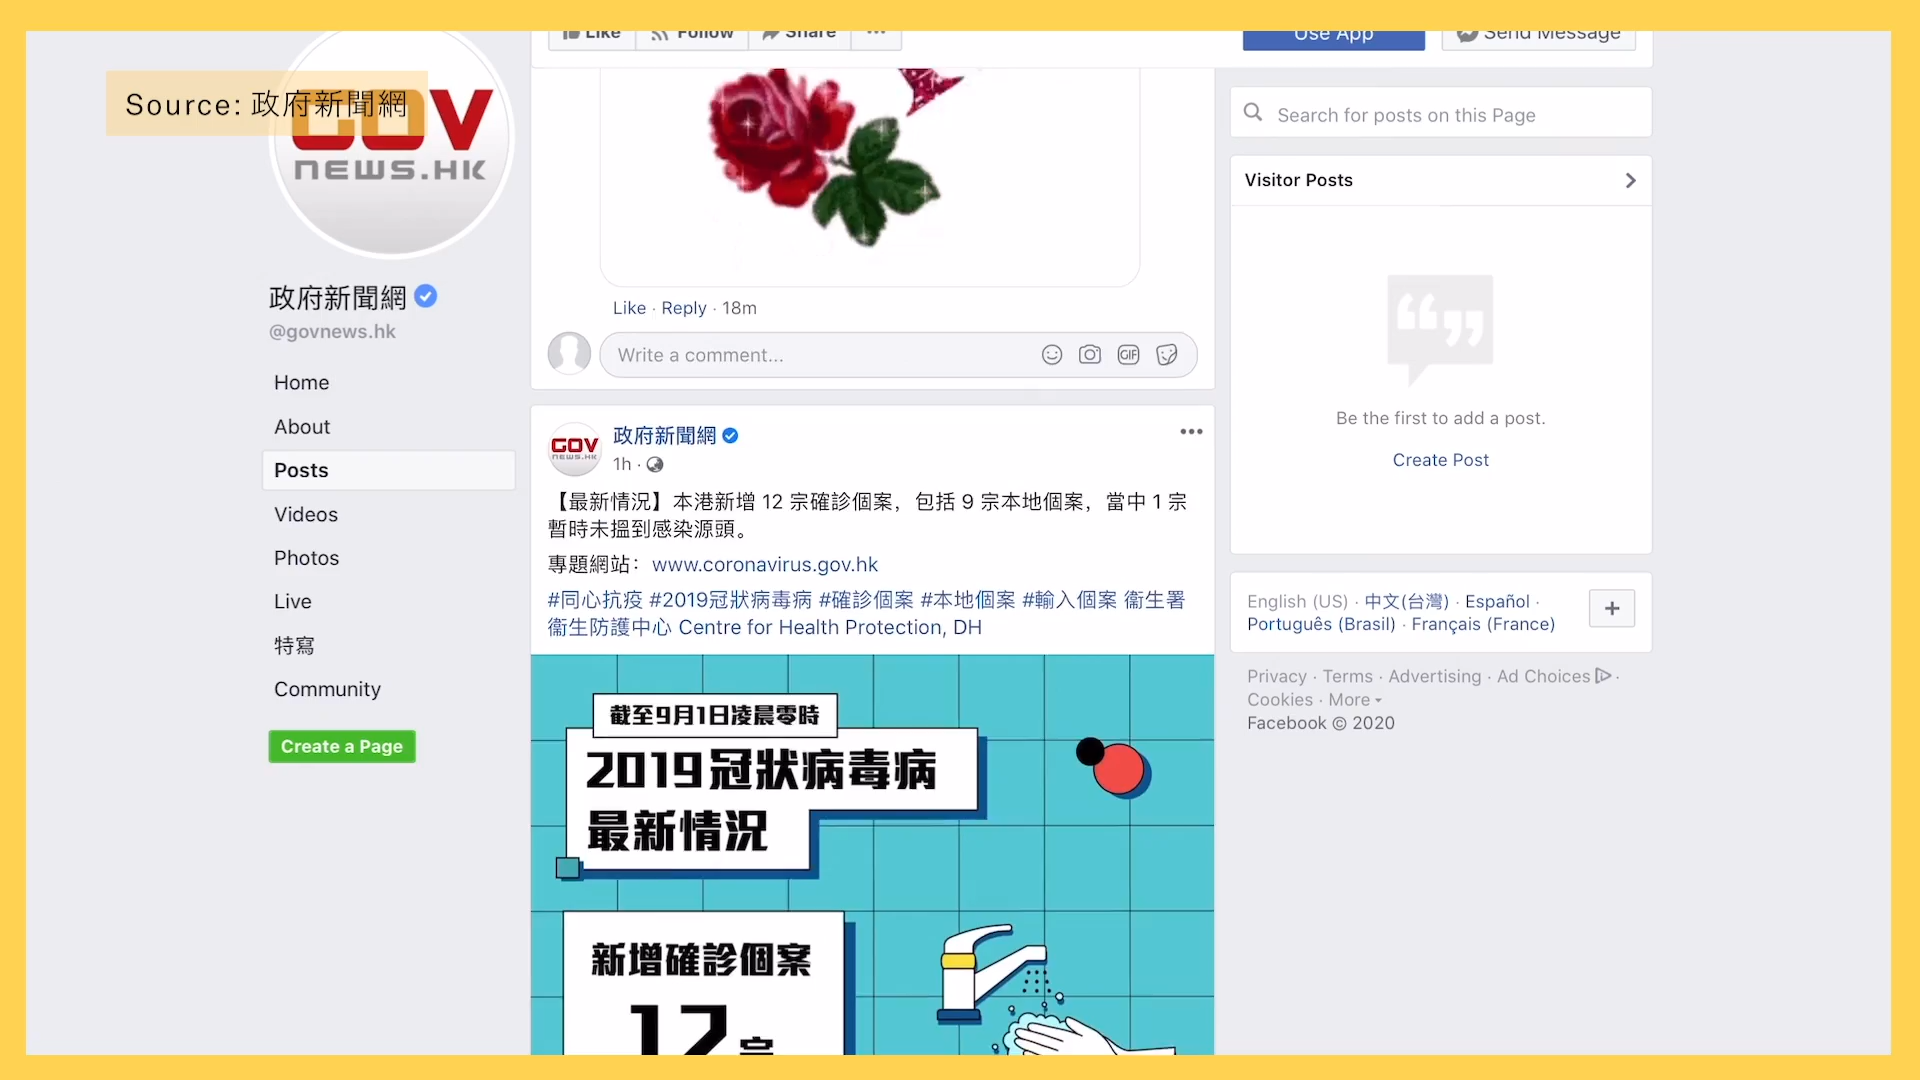 Like
Follow
Share
Use App
Send Message
Source: 政府新聞網
GOV
NEWS.HK
政府新聞網
@govnews.hk
Home
About
Posts
Videos
Photos
Live
特寫
Community
Create a Page
Like · Reply · 18m
Write a comment...
GIF
GOV
NEWS.HK
政府新聞網
1h ·
【最新情況】本港新增 12 宗確診個案，包括 9 宗本地個案，當中 1 宗
暫時未搵到感染源頭。
專題網站：www.coronavirus.gov.hk
#同心抗疫 #2019冠狀病毒病 #確診個案 #本地個案 #輸入個案 衞生署
衞生防護中心 Centre for Health Protection, DH
截至9月1日凌晨零時
2019冠狀病毒病
最新情況
新增確診個案
12宗
Search for posts on this Page
Visitor Posts
Be the first to add a post.
Create Post
English (US) · 中文(台灣) · Español ·
Português (Brasil) · Français (France)
Privacy · Terms · Advertising · Ad Choices ·
Cookies · More
Facebook © 2020